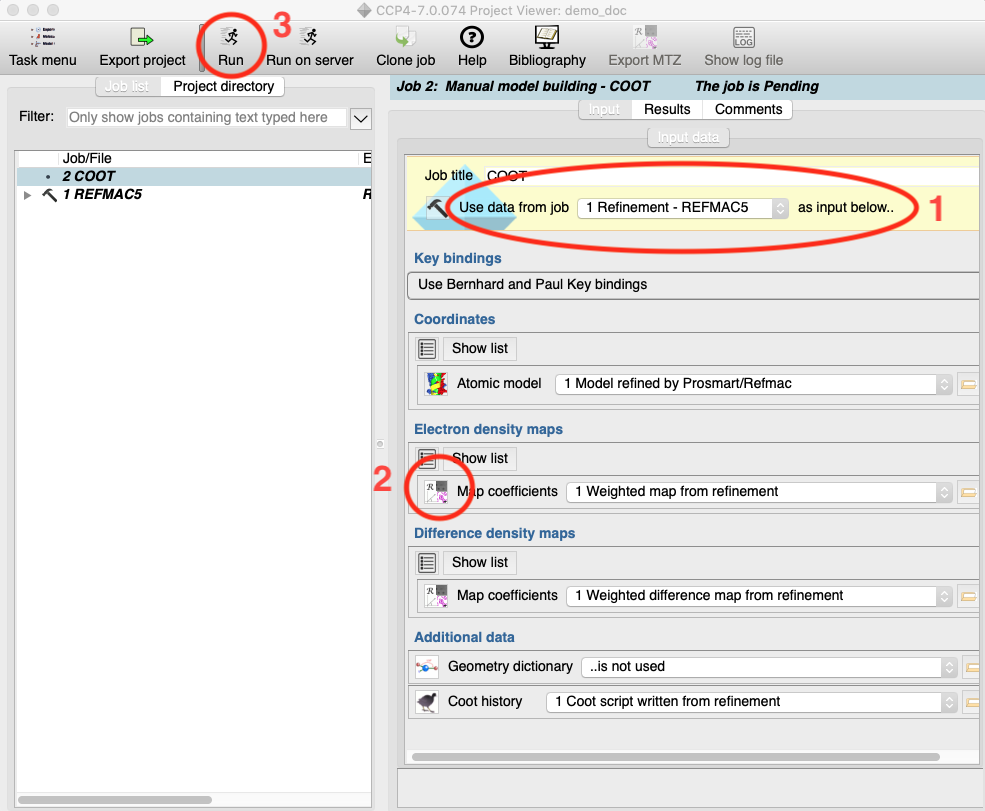 CCP4-7.0.074 Project Viewer: demo_doc
3
Task menu Export project Run Run on server Clone job Help Bibliography Export MTZ Show log file
Job list Project directory
Filter: Only show jobs containing text typed here
Job/File E
2 COOT
1 REFMAC5 R
Job 2: Manual model building - COOT The job is Pending
Input Results Comments
Input data
Job title COOT
Use data from job 1 Refinement - REFMAC5 as input below.. 1
Key bindings
Use Bernhard and Paul Key bindings
Coordinates
Show list
Atomic model 1 Model refined by Prosmart/Refmac
Electron density maps
Show list
2 Map coefficients 1 Weighted map from refinement
Difference density maps
Show list
Map coefficients 1 Weighted difference map from refinement
Additional data
Geometry dictionary ..is not used
Coot history 1 Coot script written from refinement